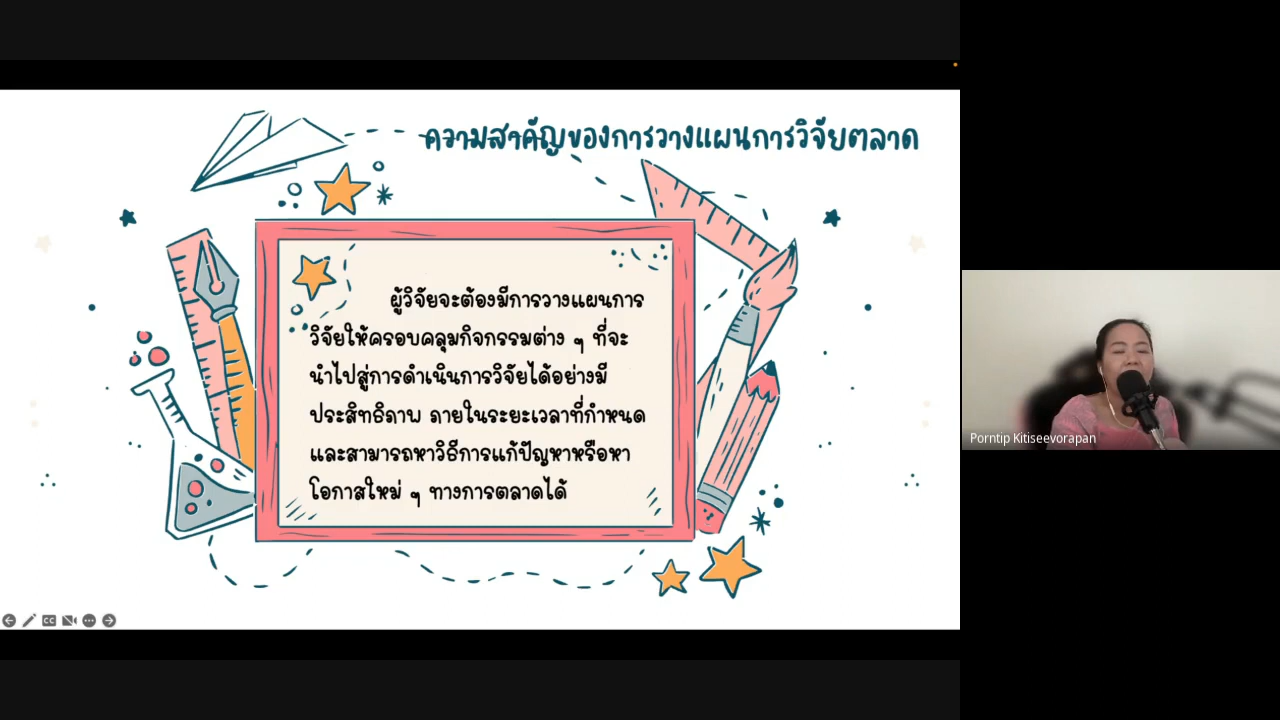 ความสำคัญของการวางแผนการวิจัยตลาด
ผู้วิจัยจะต้องมีการวางแผนการ
วิจัยให้ครอบคลุมกิจกรรมต่าง ๆ ที่จะ
นำไปสู่การดำเนินการวิจัยได้อย่างมี
ประสิทธิภาพ ภายในระยะเวลาที่กำหนด
และสามารถหาวิธีการแก้ปัญหาหรือหา
โอกาสใหม่ ๆ ทางการตลาดได้
Porntip Kitiseevorapan
CC